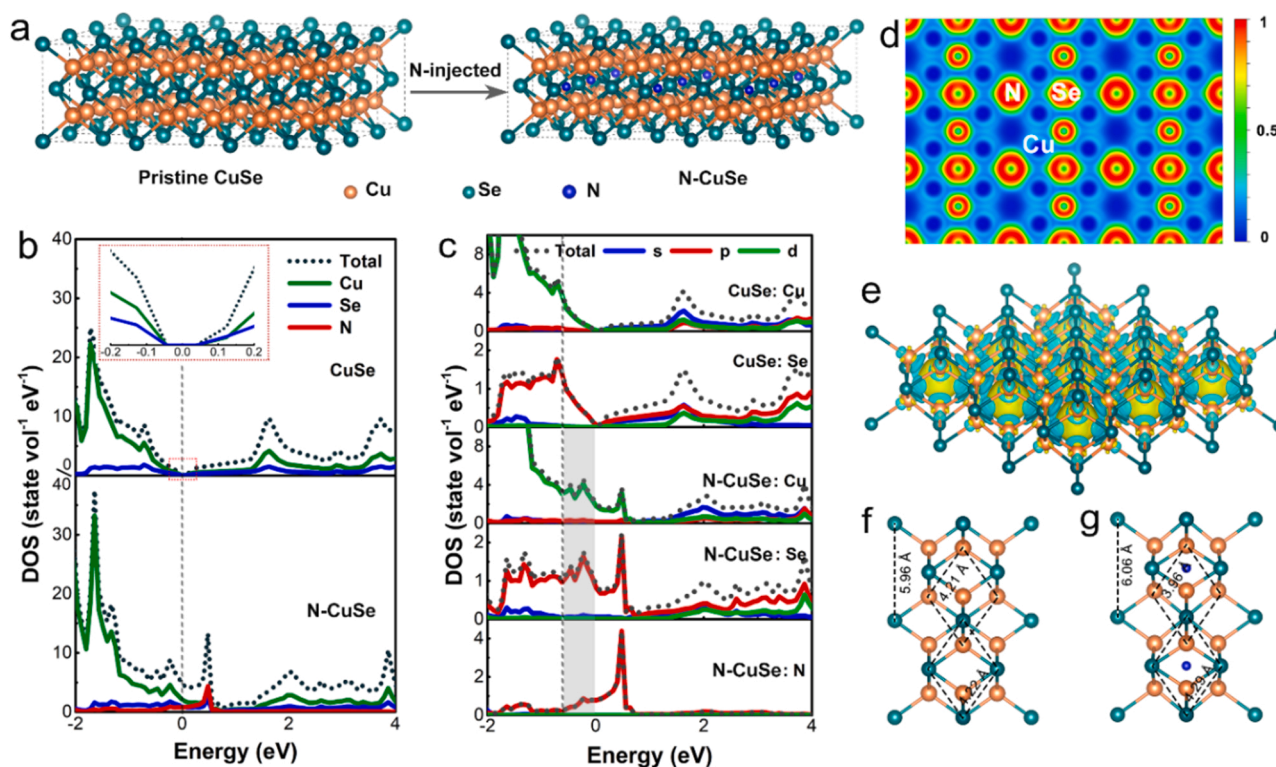 a
N-injected
Pristine CuSe
N-CuSe
Cu
Se
N
b
DOS (state vol⁻¹ eV⁻¹)
40
30
20
10
0
30
20
10
0
-0.2
-0.1
0.0
0.1
0.2
Total
Cu
Se
N
CuSe
N-CuSe
-2
0
2
4
Energy (eV)
c
DOS (state vol⁻¹ eV⁻¹)
Total
s
p
d
8
4
0
CuSe: Cu
2
1
0
CuSe: Se
8
4
0
N-CuSe: Cu
2
1
0
N-CuSe: Se
4
2
0
N-CuSe: N
-2
0
2
4
Energy (eV)
d
N
Se
Cu
1
0.5
0
e
f
5.96 Å
4.21 Å
g
6.06 Å
3.96 Å
4.29 Å